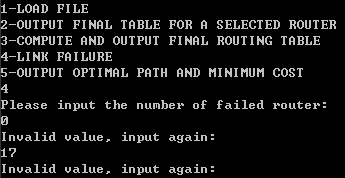 1-LOAD FILE
2-OUTPUT FINAL TABLE FOR A SELECTED ROUTER
3-COMPUTE AND OUTPUT FINAL ROUTING TABLE
4-LINK FAILURE
5-OUTPUT OPTIMAL PATH AND MINIMUM COST
4
Please input the number of failed router:
0
Invalid value, input again:
17
Invalid value, input again: